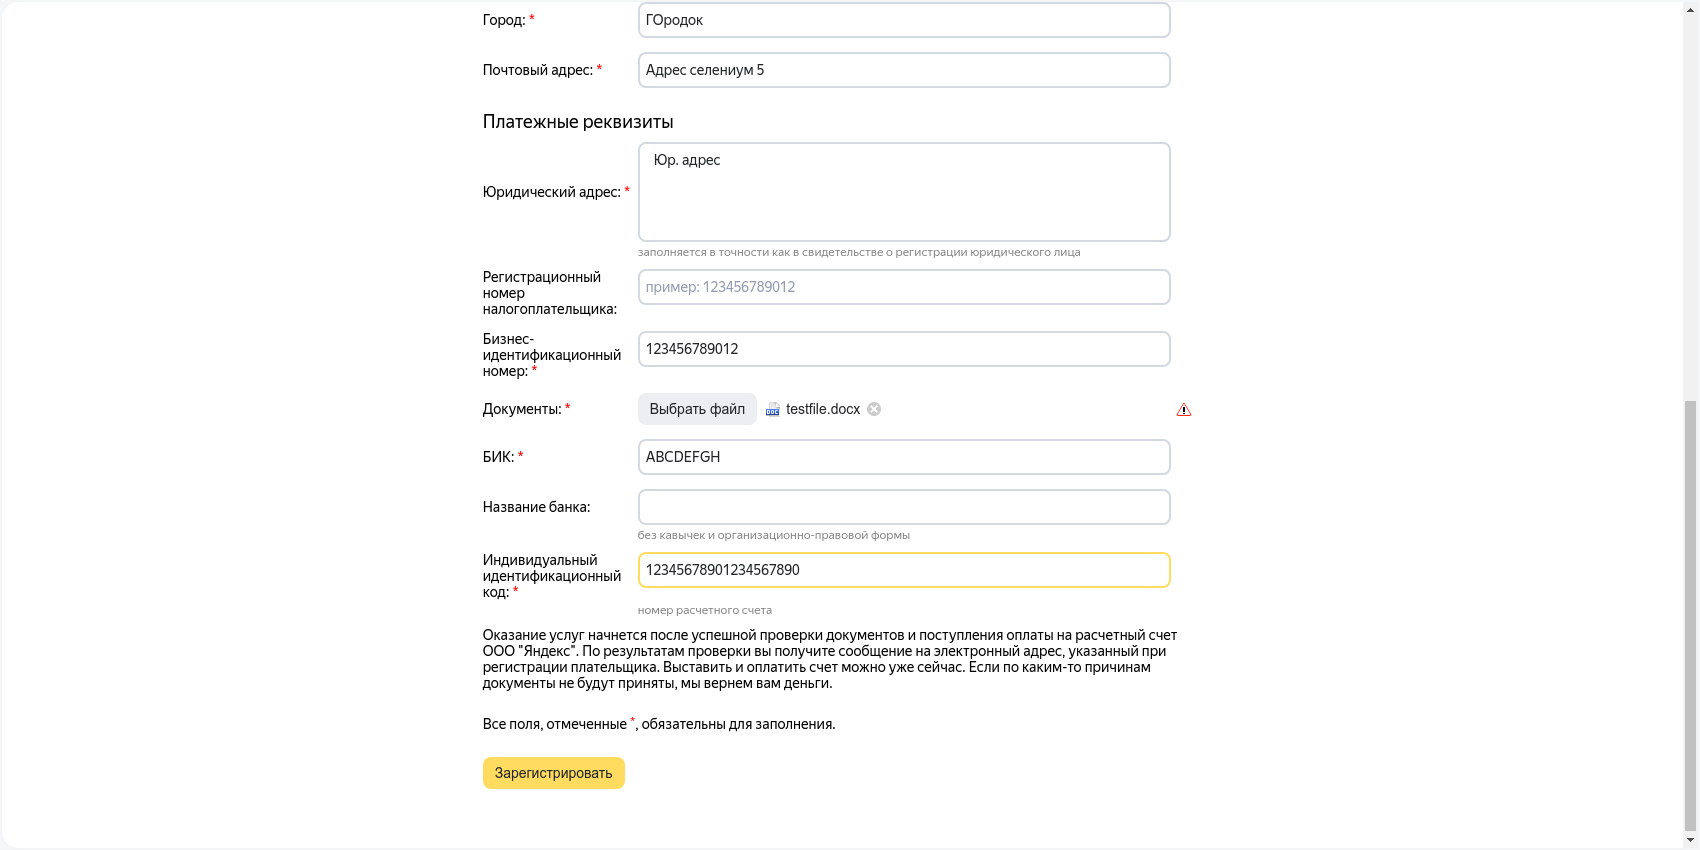 Город: *
ГОродок
Почтовый адрес: *
Адрес селениум 5
Платежные реквизиты
Юридический адрес: *
Юр. адрес
заполняется в точности как в свидетельстве о регистрации юридического лица
Регистрационный
номер
налогоплательщика:
пример: 123456789012
Бизнес-
идентификационный
номер: *
123456789012
Документы: *
Выбрать файл
DOC
testfile.docx
БИК: *
ABCDEFGH
Название банка:
без кавычек и организационно-правовой формы
Индивидуальный
идентификационный
код: *
12345678901234567890
номер расчетного счета
Оказание услуг начнется после успешной проверки документов и поступления оплаты на расчетный счет
ООО "Яндекс". По результатам проверки вы получите сообщение на электронный адрес, указанный при
регистрации плательщика. Выставить и оплатить счет можно уже сейчас. Если по каким-то причинам
документы не будут приняты, мы вернем вам деньги.
Все поля, отмеченные *, обязательны для заполнения.
Зарегистрировать